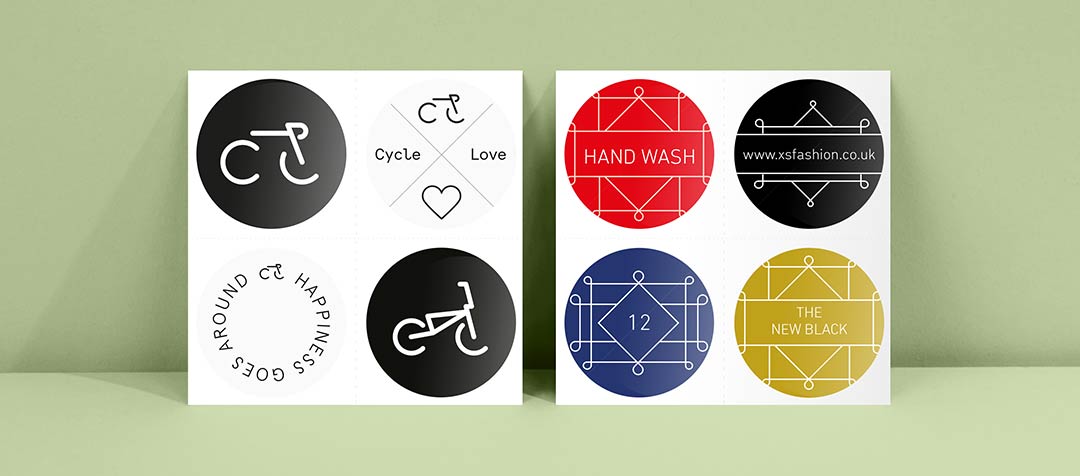 Cycle Love
HAPPINESS GOES AROUND
HAND WASH
www.xsfashion.co.uk
12
THE
NEW BLACK